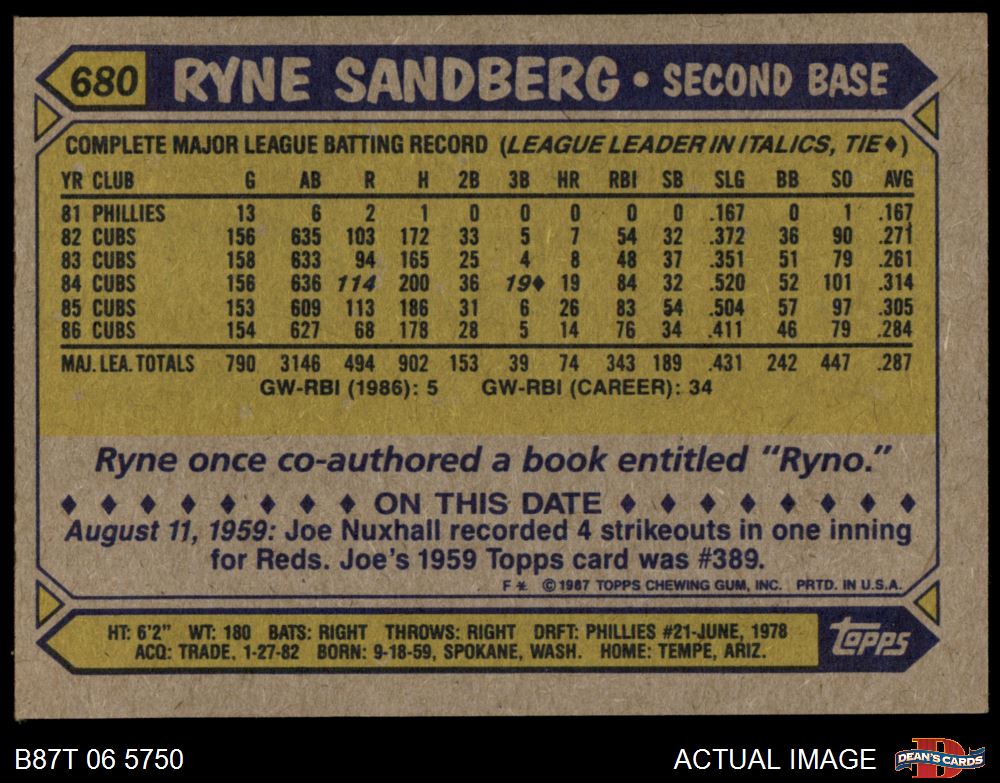 680 RYNE SANDBERG • SECOND BASE
COMPLETE MAJOR LEAGUE BATTING RECORD (LEAGUE LEADER IN ITALICS, TIE♦)
YR CLUB G AB R H 2B 3B HR RBI SB SLG BB SO AVG
81 PHILLIES 13 6 2 1 0 0 0 0 0 .167 0 1 .167
82 CUBS 156 635 103 172 33 5 7 54 32 .372 36 90 .271
83 CUBS 158 633 94 165 25 4 8 48 37 .351 51 79 .261
84 CUBS 156 636 114 200 36 19♦ 19 84 32 .520 52 101 .314
85 CUBS 153 609 113 186 31 6 26 83 54 .504 57 97 .305
86 CUBS 154 627 68 178 28 5 14 76 34 .411 46 79 .284
MAJ. LEA. TOTALS 790 3146 494 902 153 39 74 343 189 .431 242 447 .287
GW-RBI (1986): 5 GW-RBI (CAREER): 34
Ryne once co-authored a book entitled "Ryno."
♦ ♦ ♦ ♦ ♦ ♦ ♦ ♦ ON THIS DATE ♦ ♦ ♦ ♦ ♦ ♦ ♦ ♦
August 11, 1959: Joe Nuxhall recorded 4 strikeouts in one inning
for Reds. Joe's 1959 Topps card was #389.
F * © 1987 TOPPS CHEWING GUM, INC. PRTD. IN U.S.A.
HT: 6'2" WT: 180 BATS: RIGHT THROWS: RIGHT DRFT: PHILLIES #21-JUNE, 1978
ACQ: TRADE, 1-27-82 BORN: 9-18-59, SPOKANE, WASH. HOME: TEMPE, ARIZ.
topps
B87T 06 5750
ACTUAL IMAGE
D
DEAN'S CARDS